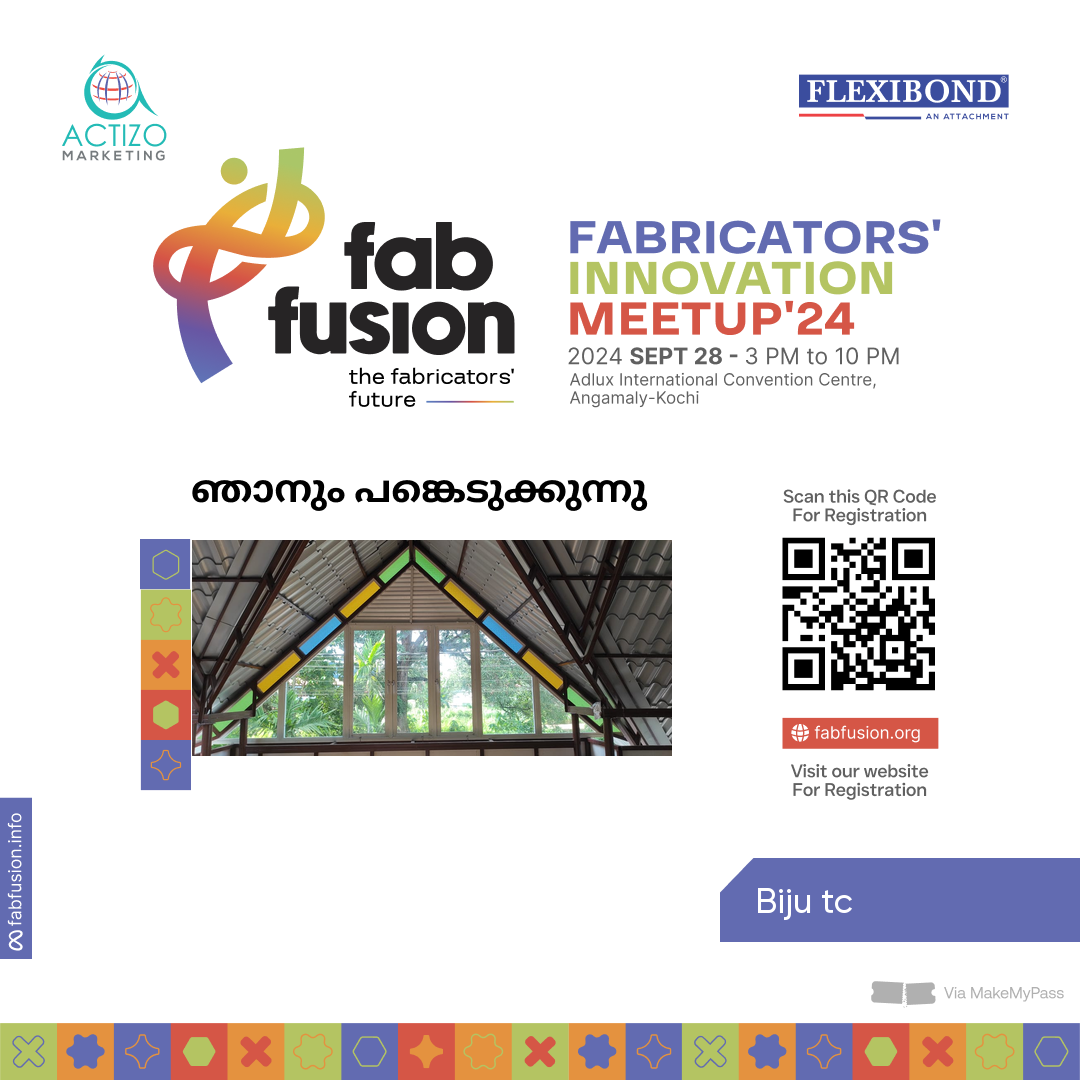 ACTIZO
MARKETING
FLEXIBOND®
AN ATTACHMENT
fab
fusion
the fabricators'
future
FABRICATORS'
INNOVATION
MEETUP'24
2024 SEPT 28 - 3 PM to 10 PM
Adlux International Convention Centre,
Angamaly-Kochi
ഞാനും പങ്കെടുക്കുന്നു
Scan this QR Code
For Registration
fabfusion.org
Visit our website
For Registration
fabfusion.info
Biju tc
Via MakeMyPass